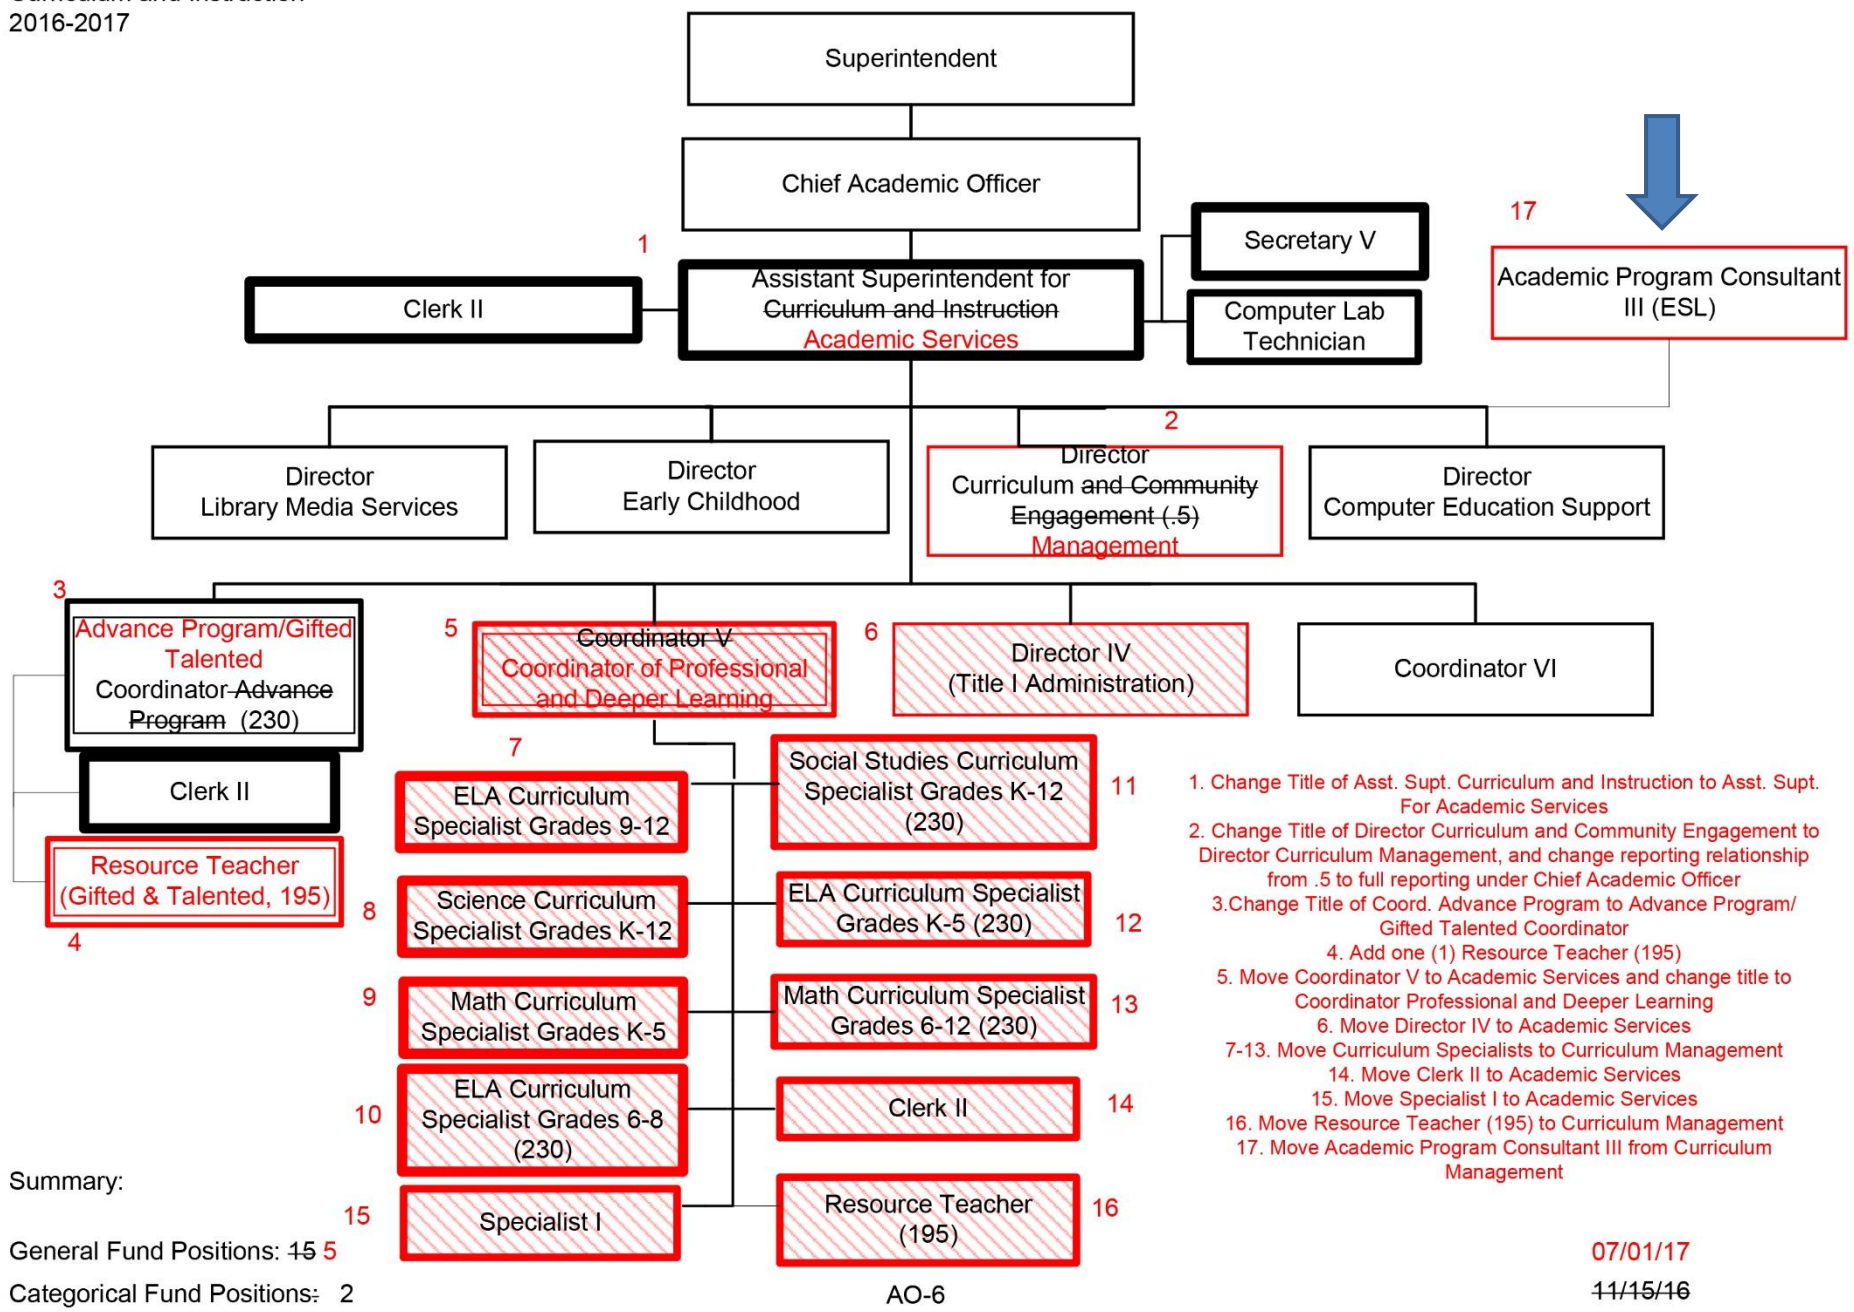 2016-2017
Superintendent
Chief Academic Officer
17
Secretary V
1
Academic Program Consultant
III (ESL)
Assistant Superintendent for
Curriculum and Instruction
Academic Services
Clerk II
Computer Lab
Technician
2
Director
Library Media Services
Director
Early Childhood
Director
Curriculum and Community
Engagement (.5)
Management
Director
Computer Education Support
3
Advance Program/Gifted
Talented
Coordinator Advance
Program (230)
5
Coordinator V
Coordinator of Professional
and Deeper Learning
6
Director IV
(Title I Administration)
Coordinator VI
Clerk II
Resource Teacher
(Gifted & Talented, 195)
4
7
ELA Curriculum
Specialist Grades 9-12
Social Studies Curriculum
Specialist Grades K-12
(230)
11
8
Science Curriculum
Specialist Grades K-12
ELA Curriculum Specialist
Grades K-5 (230)
12
9
Math Curriculum
Specialist Grades K-5
Math Curriculum Specialist
Grades 6-12 (230)
13
10
ELA Curriculum
Specialist Grades 6-8
(230)
Clerk II
14
15
Specialist I
Resource Teacher
(195)
16
1. Change Title of Asst. Supt. Curriculum and Instruction to Asst. Supt.
For Academic Services
2. Change Title of Director Curriculum and Community Engagement to
Director Curriculum Management, and change reporting relationship
from .5 to full reporting under Chief Academic Officer
3.Change Title of Coord. Advance Program to Advance Program/
Gifted Talented Coordinator
4. Add one (1) Resource Teacher (195)
5. Move Coordinator V to Academic Services and change title to
Coordinator Professional and Deeper Learning
6. Move Director IV to Academic Services
7-13. Move Curriculum Specialists to Curriculum Management
14. Move Clerk II to Academic Services
15. Move Specialist I to Academic Services
16. Move Resource Teacher (195) to Curriculum Management
17. Move Academic Program Consultant III from Curriculum
Management
Summary:
General Fund Positions: 15 5
Categorical Fund Positions: 2
AO-6
07/01/17
11/15/16